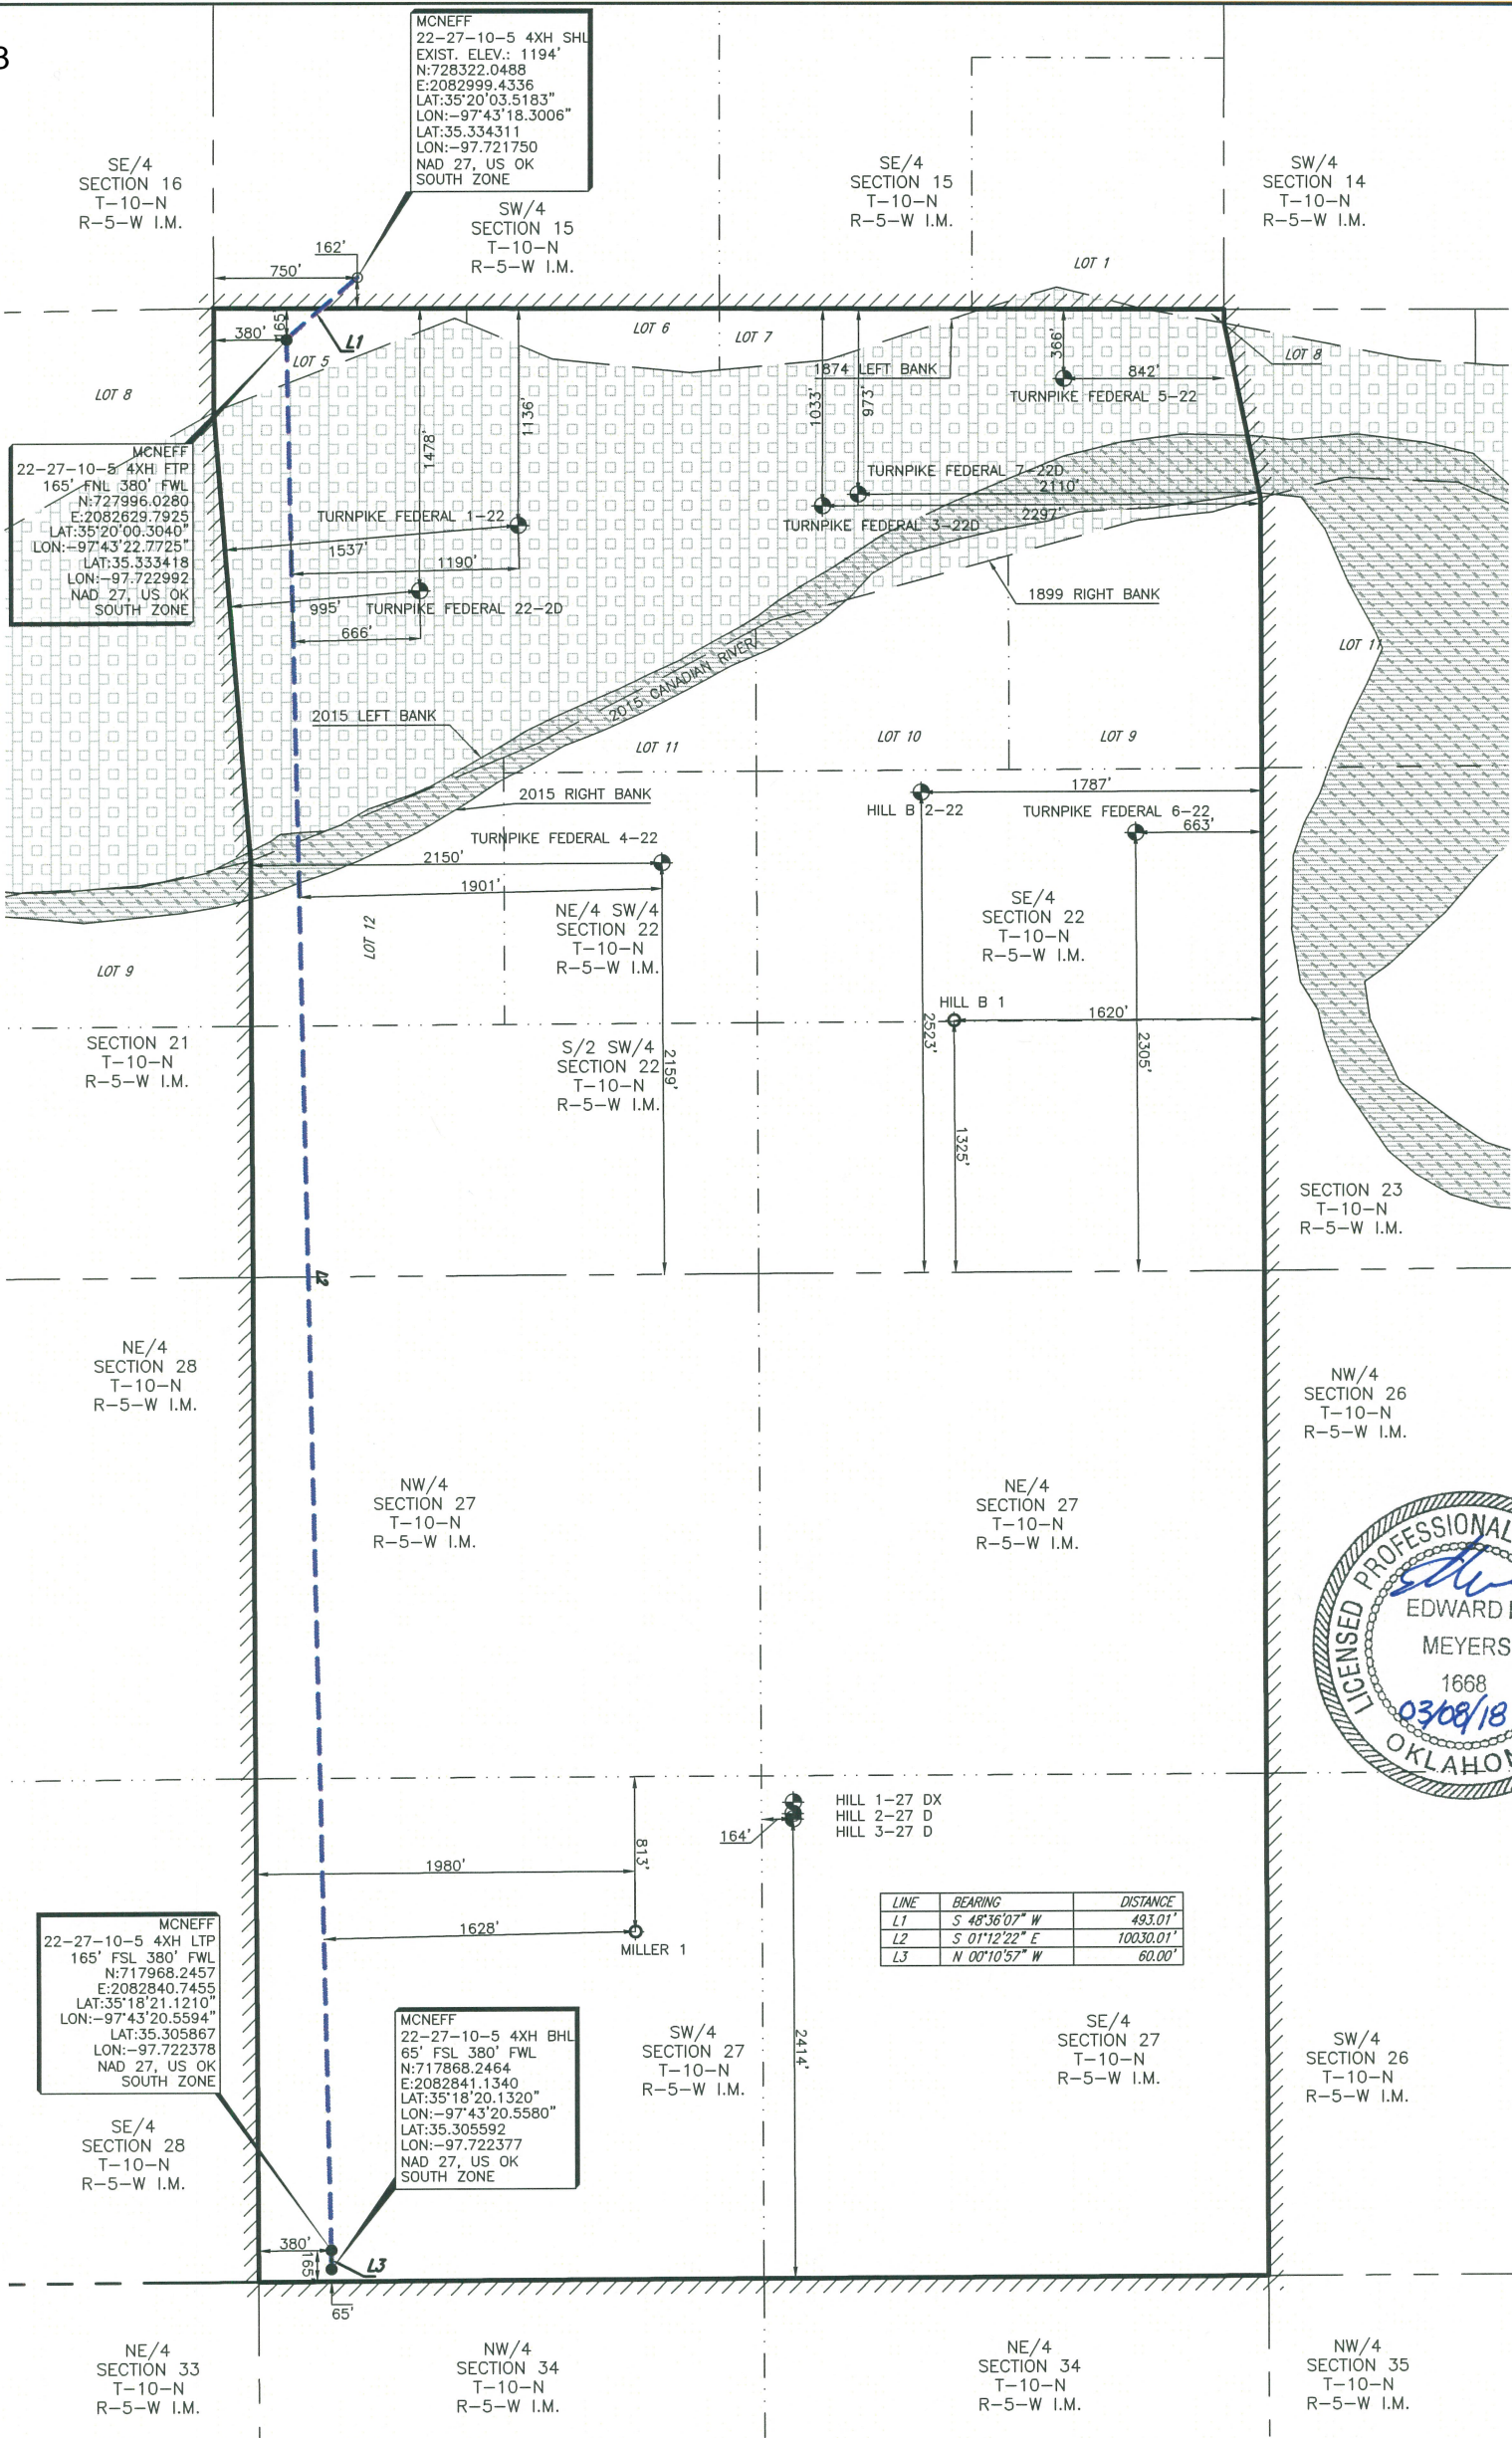 3
MCNEFF
22-27-10-5 4XH SHL
EXIST. ELEV.: 1194'
N:728322.0488
E:2082999.4336
LAT:35°20'03.5183"
LON:-97°43'18.3006"
LAT:35.334311
LON:-97.721750
NAD 27, US OK
SOUTH ZONE
SE/4
SECTION 16
T-10-N
R-5-W I.M.
SW/4
SECTION 15
T-10-N
R-5-W I.M.
SE/4
SECTION 15
T-10-N
R-5-W I.M.
SW/4
SECTION 14
T-10-N
R-5-W I.M.
162'
750'
LOT 1
380'
165'
L1
LOT 5
LOT 6
LOT 7
LOT 8
LOT 8
1874 LEFT BANK
366'
842'
TURNPIKE FEDERAL 5-22
1033'
973'
1136'
1478'
MCNEFF
22-27-10-5 4XH FTP
165' FNL 380' FWL
N:727996.0280
E:2082629.7925
LAT:35°20'00.3040"
LON:-97°43'22.7725"
LAT:35.333418
LON:-97.722992
NAD 27, US OK
SOUTH ZONE
TURNPIKE FEDERAL 7-22D
2110'
TURNPIKE FEDERAL 1-22
TURNPIKE FEDERAL 3-22D
2297'
1537'
1190'
995'
TURNPIKE FEDERAL 22-2D
666'
1899 RIGHT BANK
LOT 11
2015 CANADIAN RIVER
2015 LEFT BANK
LOT 11
LOT 10
LOT 9
2015 RIGHT BANK
1787'
HILL B 2-22
TURNPIKE FEDERAL 6-22
663'
TURNPIKE FEDERAL 4-22
2150'
1901'
LOT 12
NE/4 SW/4
SECTION 22
T-10-N
R-5-W I.M.
SE/4
SECTION 22
T-10-N
R-5-W I.M.
LOT 9
HILL B 1
1620'
2523'
2305'
1325'
SECTION 21
T-10-N
R-5-W I.M.
S/2 SW/4
SECTION 22
T-10-N
R-5-W I.M.
2159'
SECTION 23
T-10-N
R-5-W I.M.
L2
NE/4
SECTION 28
T-10-N
R-5-W I.M.
NW/4
SECTION 26
T-10-N
R-5-W I.M.
NW/4
SECTION 27
T-10-N
R-5-W I.M.
NE/4
SECTION 27
T-10-N
R-5-W I.M.
LICENSED PROFESSIONAL
EDWARD
MEYERS
1668
03/08/18
OKLAHO
HILL 1-27 DX
HILL 2-27 D
HILL 3-27 D
164'
813'
1980'
1628'
MILLER 1
LINE BEARING DISTANCE
L1 S 48°36'07" W 493.01'
L2 S 01°12'22" E 10030.01'
L3 N 00°10'57" W 60.00'
MCNEFF
22-27-10-5 4XH LTP
165' FSL 380' FWL
N:717968.2457
E:2082840.7455
LAT:35°18'21.1210"
LON:-97°43'20.5594"
LAT:35.305867
LON:-97.722378
NAD 27, US OK
SOUTH ZONE
MCNEFF
22-27-10-5 4XH BHL
65' FSL 380' FWL
N:717868.2464
E:2082841.1340
LAT:35°18'20.1320"
LON:-97°43'20.5580"
LAT:35.305592
LON:-97.722377
NAD 27, US OK
SOUTH ZONE
SW/4
SECTION 27
T-10-N
R-5-W I.M.
2414'
SE/4
SECTION 27
T-10-N
R-5-W I.M.
SW/4
SECTION 26
T-10-N
R-5-W I.M.
SE/4
SECTION 28
T-10-N
R-5-W I.M.
380'
165'
L3
65'
NE/4
SECTION 33
T-10-N
R-5-W I.M.
NW/4
SECTION 34
T-10-N
R-5-W I.M.
NE/4
SECTION 34
T-10-N
R-5-W I.M.
NW/4
SECTION 35
T-10-N
R-5-W I.M.